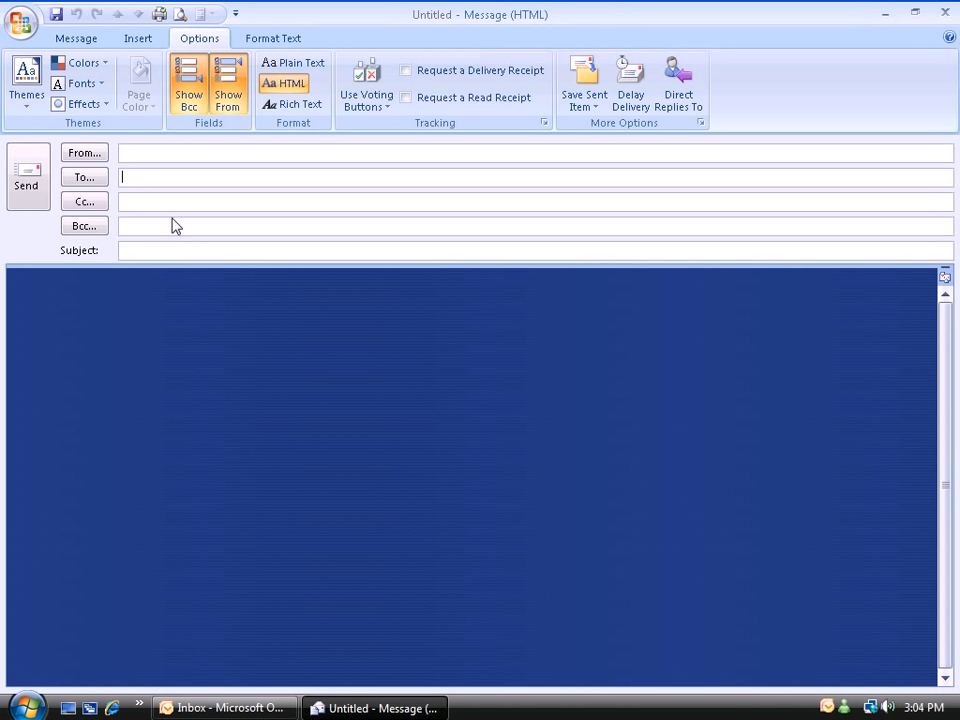 Untitled - Message (HTML)
Message Insert Options Format Text
Aa Themes
Colors
A Fonts
Effects
Page Color
Themes
Show Bcc
Show From
Fields
Aa Plain Text
Aa HTML
Aa Rich Text
Format
Use Voting Buttons
Request a Delivery Receipt
Request a Read Receipt
Tracking
Save Sent Item
Delay Delivery
Direct Replies To
More Options
Send
From...
To...
Cc...
Bcc...
Subject:
» Inbox - Microsoft O... Untitled - Message (... 3:04 PM